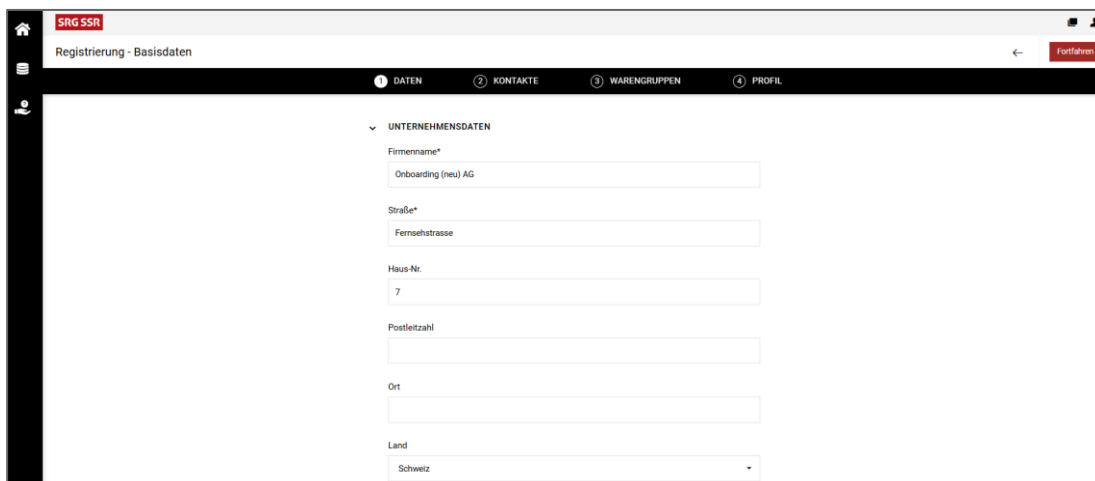 SRG SSR
Registrierung - Basisdaten
Fortfahren
1 DATEN 2 KONTAKTE 3 WARENGRUPPEN 4 PROFIL
UNTERNEHMENSDATEN
Firmenname*
Onboarding (neu) AG
Straße*
Fernsehstrasse
Haus-Nr.
7
Postleitzahl
Ort
Land
Schweiz